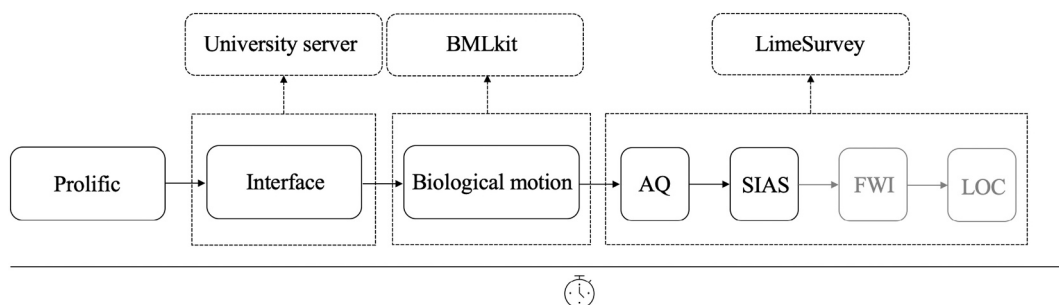 University server
BMLkit
LimeSurvey
Prolific
Interface
Biological motion
AQ
SIAS
FWI
LOC